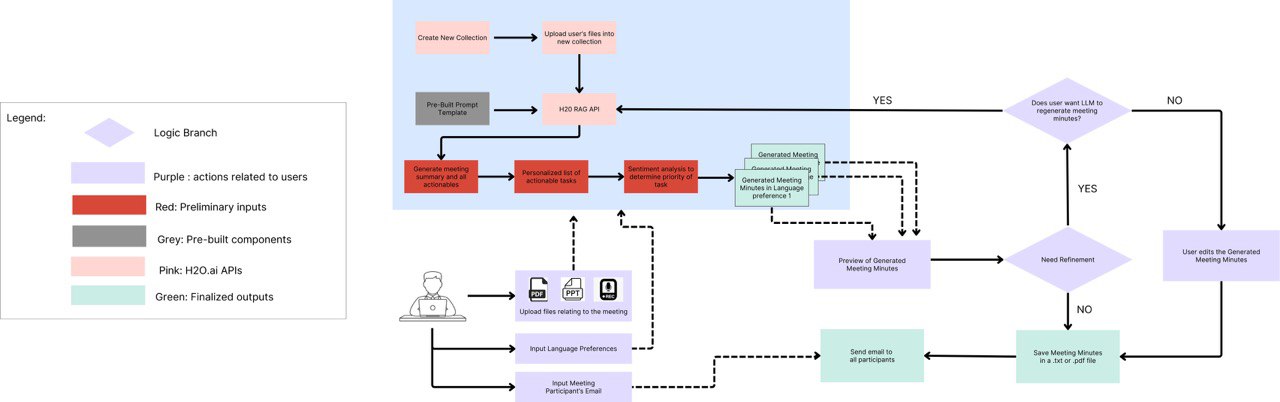 Legend:
Logic Branch
Purple : actions related to users
Red: Preliminary inputs
Grey: Pre-built components
Pink: H2O.ai APIs
Green: Finalized outputs
Create New Collection
Upload user's files into
new collection
Pre-Built Prompt
Template
H20 RAG API
Generate meeting
summary and all
actionables
Personalized list of
actionable tasks
Sentiment analysis to
determine priority of
task
Generated Meeting
Generated Meeting
Generated Meeting
Minutes in Language
preference 1
PDF
PPT
REC
Upload files relating to the meeting
Input Language Preferences
Input Meeting
Participant's Email
Preview of Generated
Meeting Minutes
Need Refinement
YES
NO
Does user want LLM to
regenerate meeting
minutes?
YES
NO
User edits the Generated
Meeting Minutes
Save Meeting Minutes
in a .txt or .pdf file
Send email to
all participants